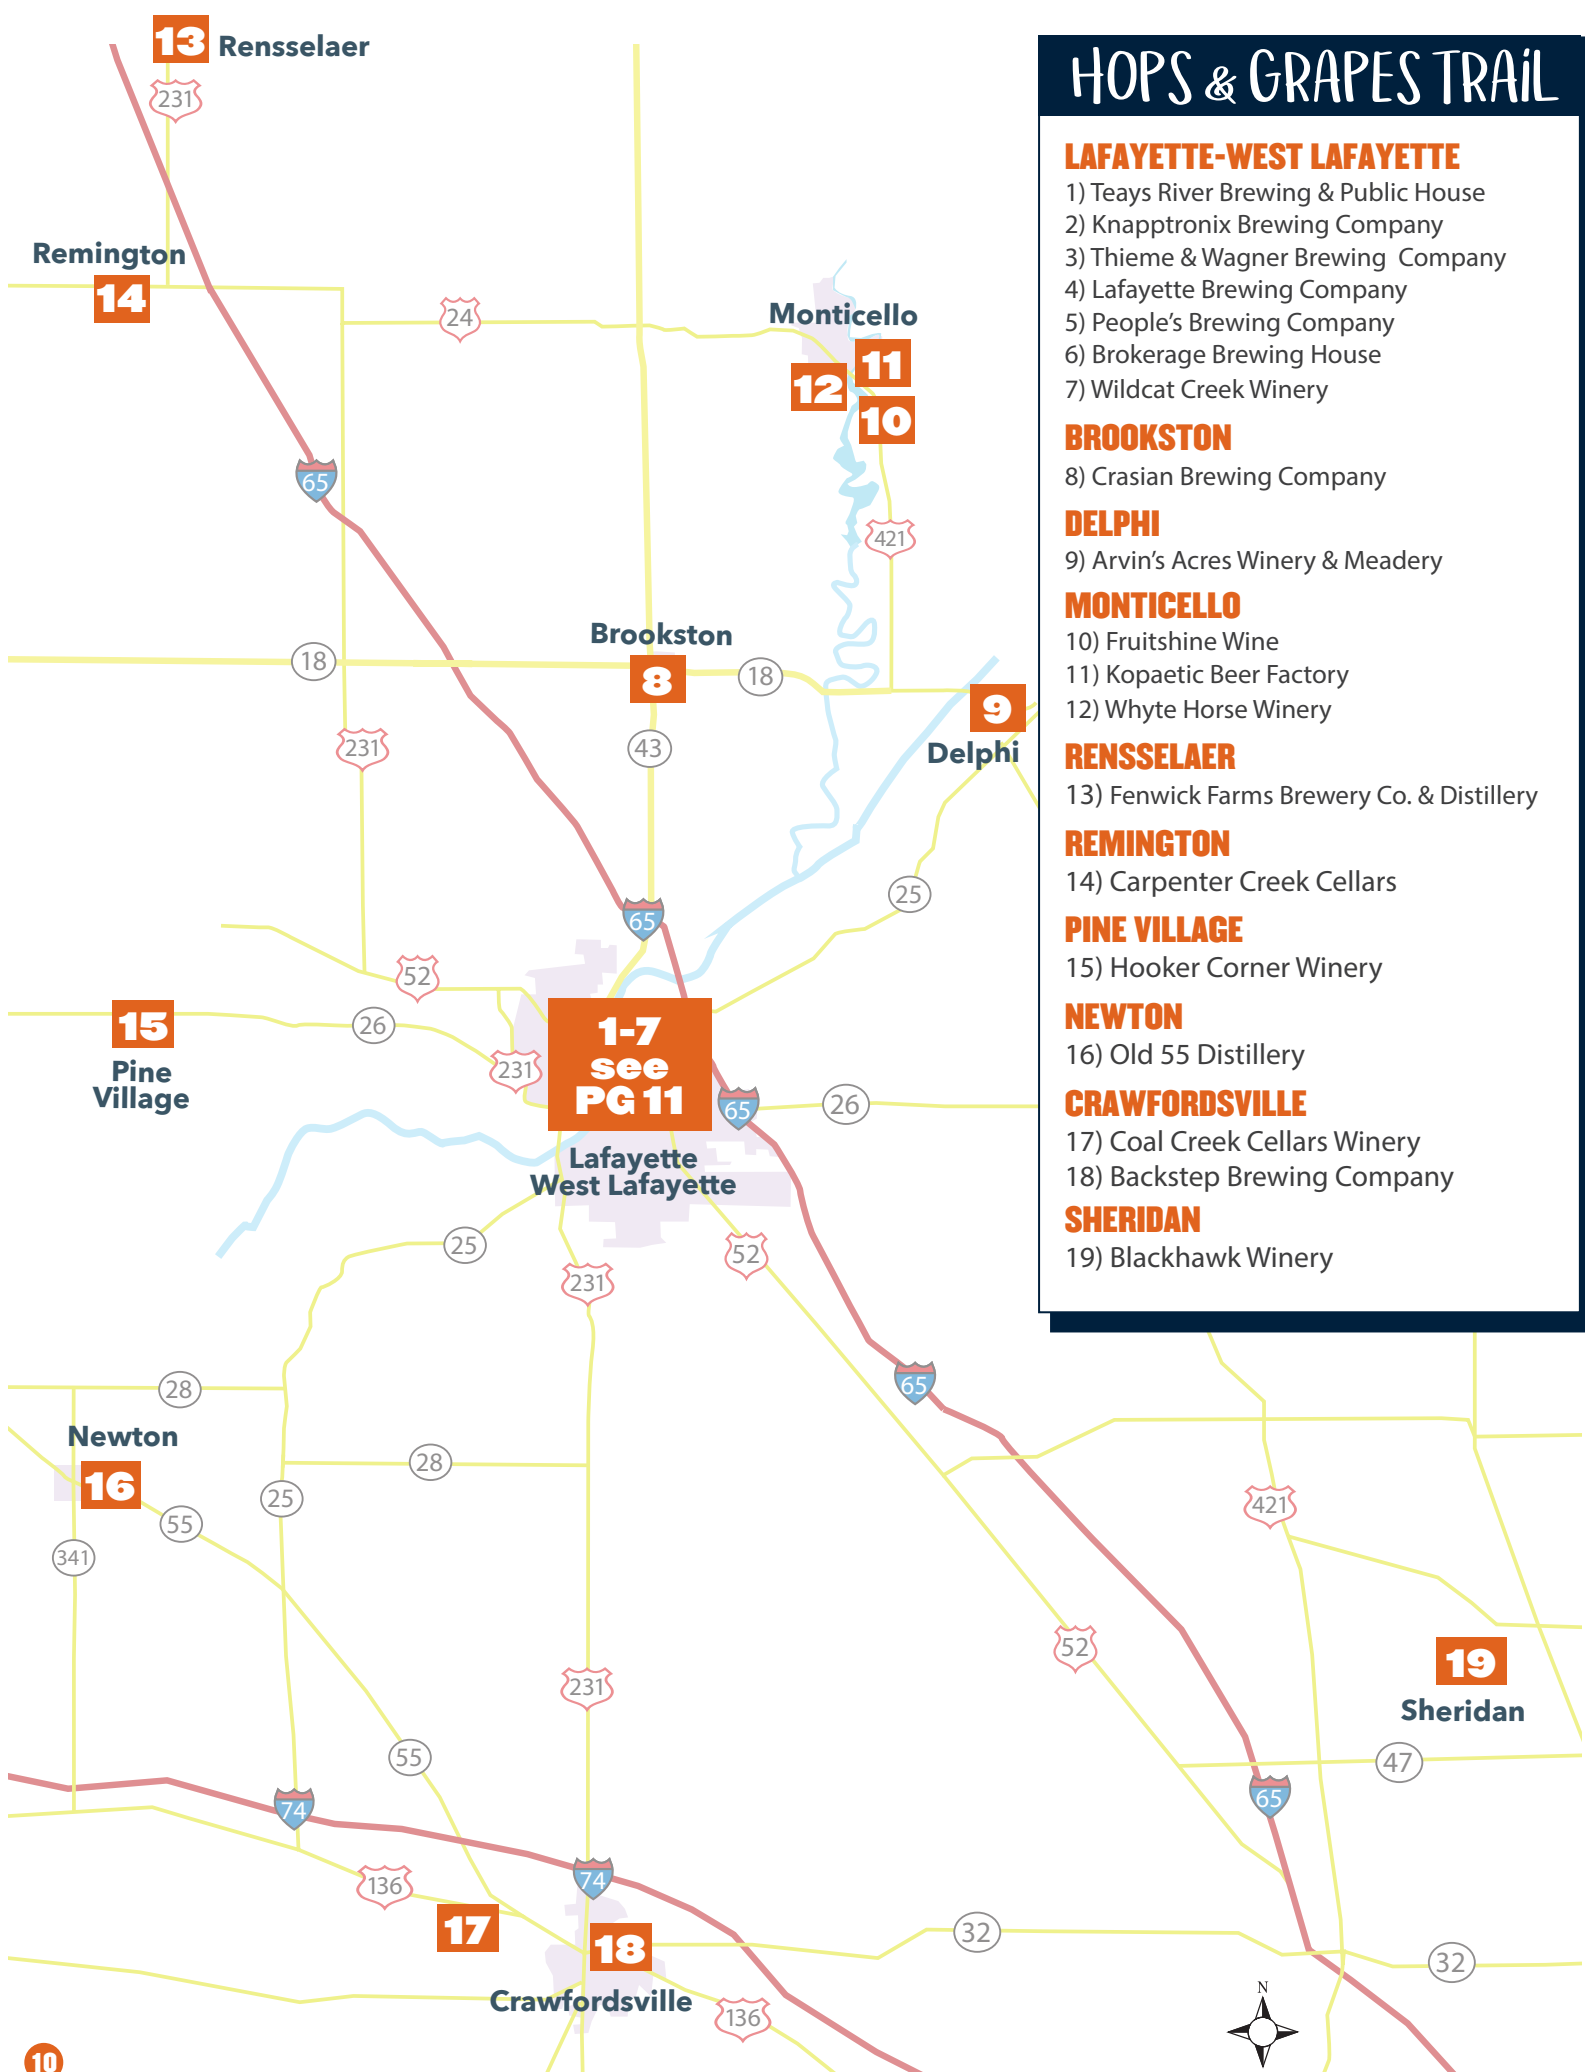 13 Rensselaer
231
Remington
14
24
Monticello
11
12
10
65
421
Brookston
18
8
18
9
231
43
Delphi
25
65
52
15
26
1-7
see
PG 11
231
Pine
Village
65
26
Lafayette
West Lafayette
25
52
231
65
28
Newton
28
16
25
55
421
341
52
19
231
Sheridan
55
47
74
65
74
136
17
18
32
32
Crawfordsville
136
N
10
HOPS & GRAPES TRAIL
LAFAYETTE-WEST LAFAYETTE
1) Teays River Brewing & Public House
2) Knapptronix Brewing Company
3) Thieme & Wagner Brewing Company
4) Lafayette Brewing Company
5) People's Brewing Company
6) Brokerage Brewing House
7) Wildcat Creek Winery
BROOKSTON
8) Crasian Brewing Company
DELPHI
9) Arvin's Acres Winery & Meadery
MONTICELLO
10) Fruitshine Wine
11) Kopaetic Beer Factory
12) Whyte Horse Winery
RENSSELAER
13) Fenwick Farms Brewery Co. & Distillery
REMINGTON
14) Carpenter Creek Cellars
PINE VILLAGE
15) Hooker Corner Winery
NEWTON
16) Old 55 Distillery
CRAWFORDSVILLE
17) Coal Creek Cellars Winery
18) Backstep Brewing Company
SHERIDAN
19) Blackhawk Winery